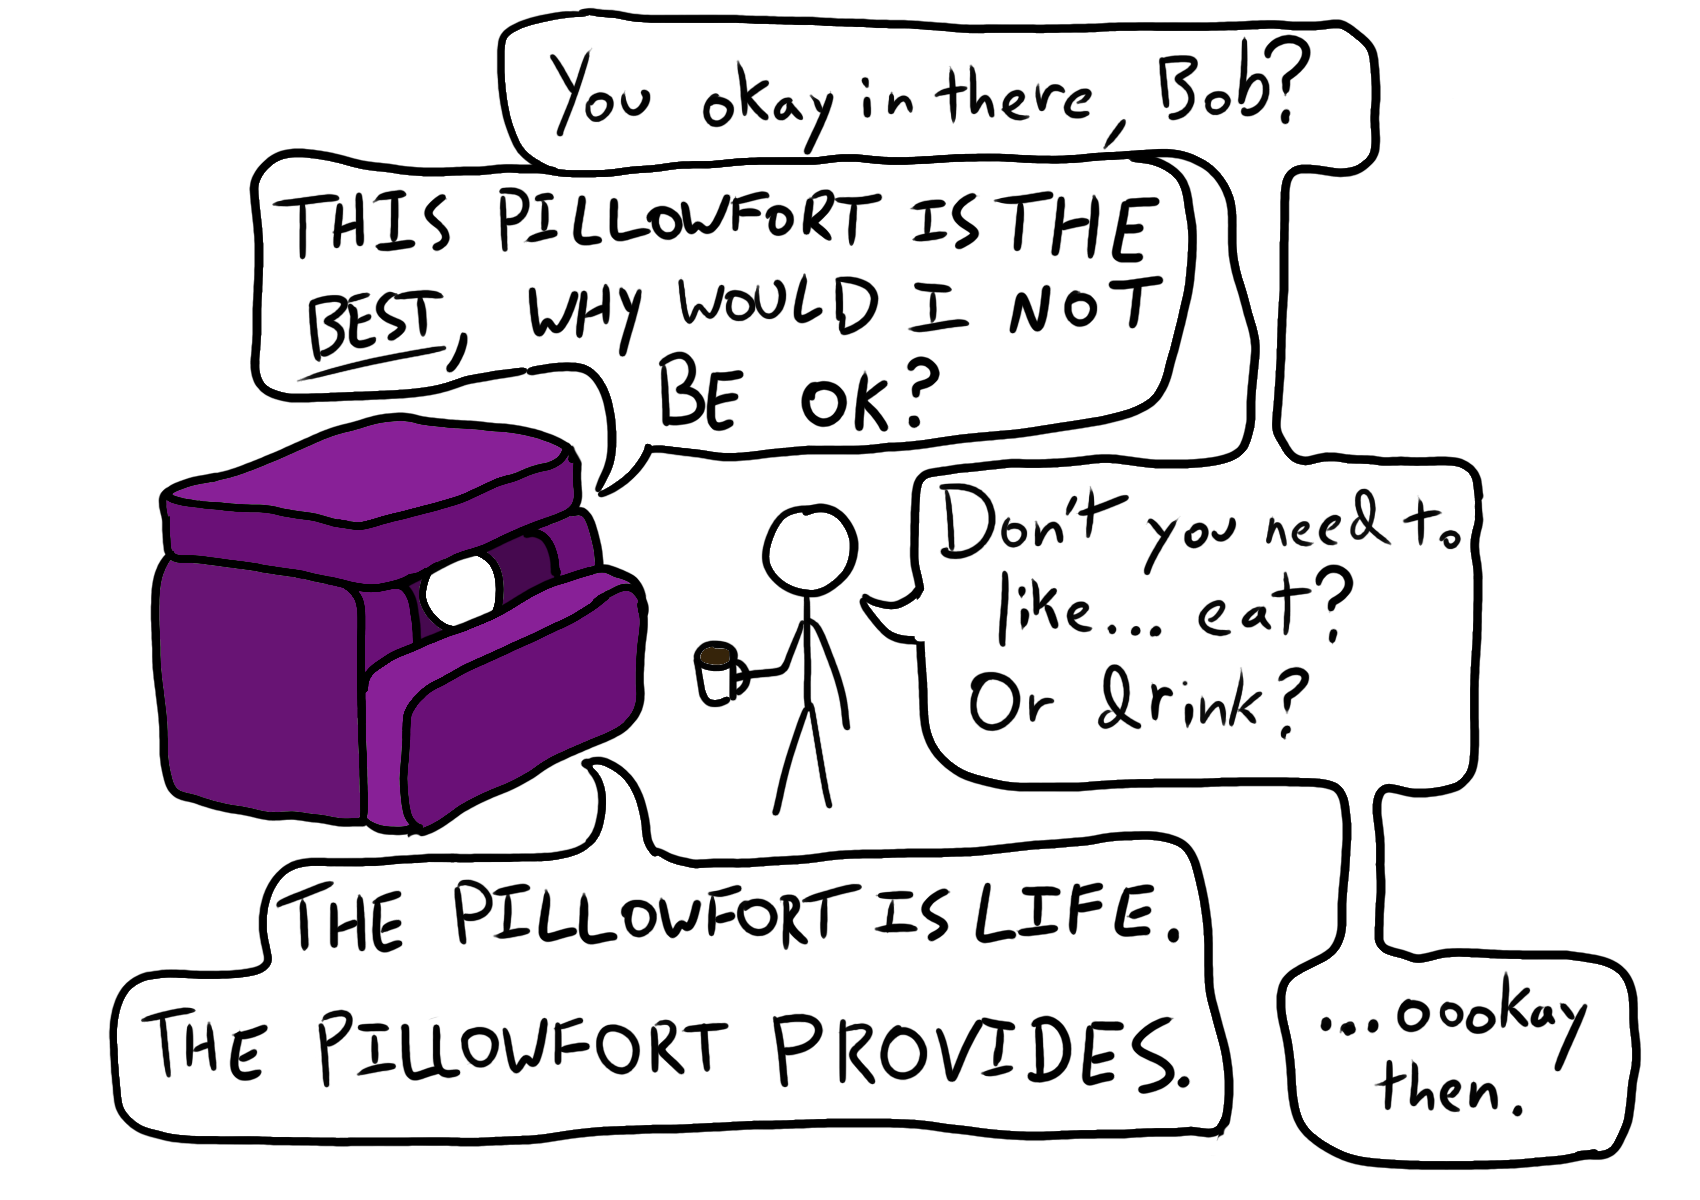 You okay in there, Bob?
THIS PILLOWFORT IS THE
BEST, WHY WOULD I NOT
BE OK?
Don't you need to
like... eat?
Or drink?
THE PILLOWFORT IS LIFE.
THE PILLOWFORT PROVIDES.
...oookay
then.